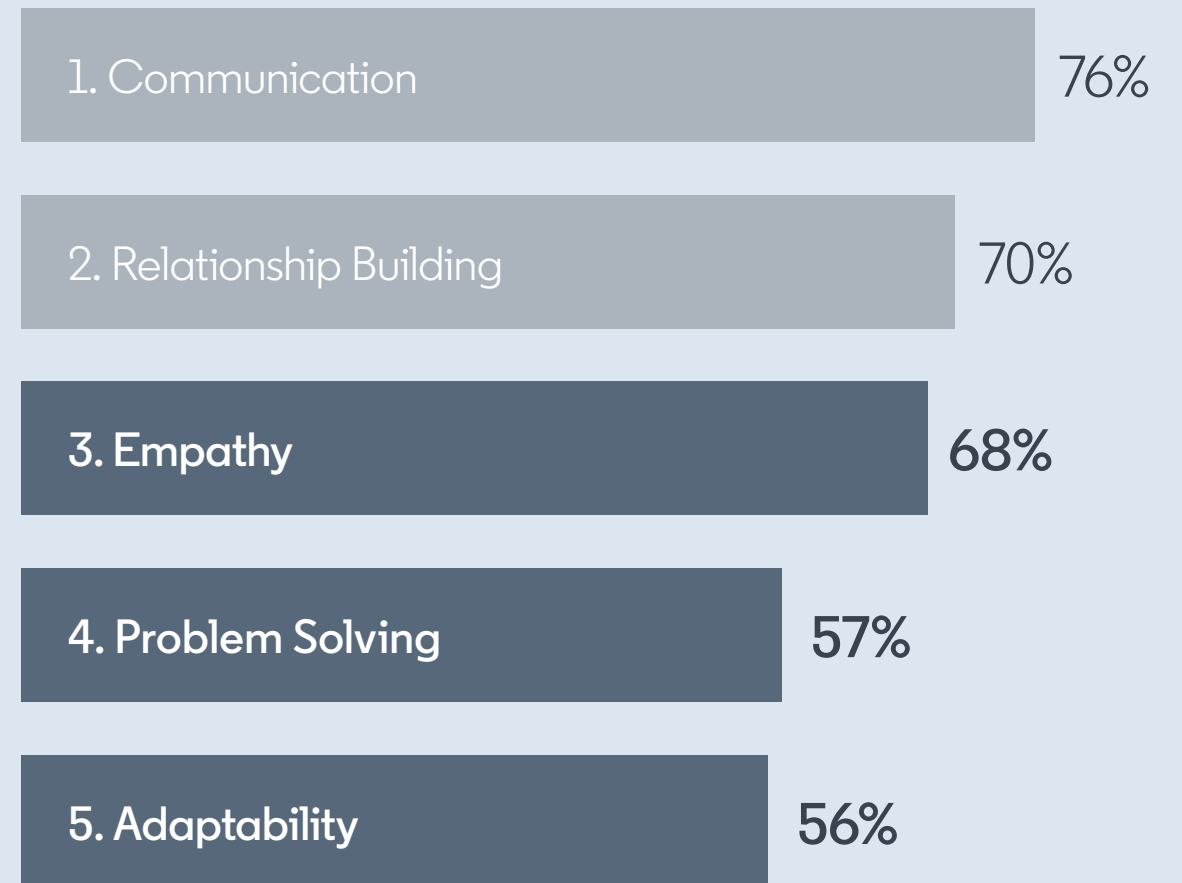 1. Communication 76%
2. Relationship Building 70%
3. Empathy 68%
4. Problem Solving 57%
5. Adaptability 56%